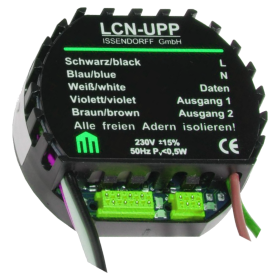 LCN-UPP
ISSENDORFF GmbH
Schwarz/black L
Blau/blue N
Weiß/white Daten
Violett/violet Ausgang 1
Braun/brown Ausgang 2
Alle freien Adern isolieren!
230V ±15%
50Hz Pv<0,5W
CE